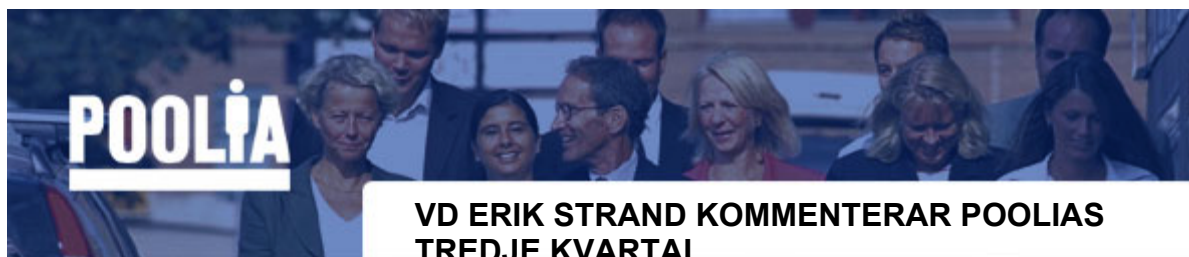 POOLIA
VD ERIK STRAND KOMMENTERAR POOLIAS
TREDJE KVARTAL